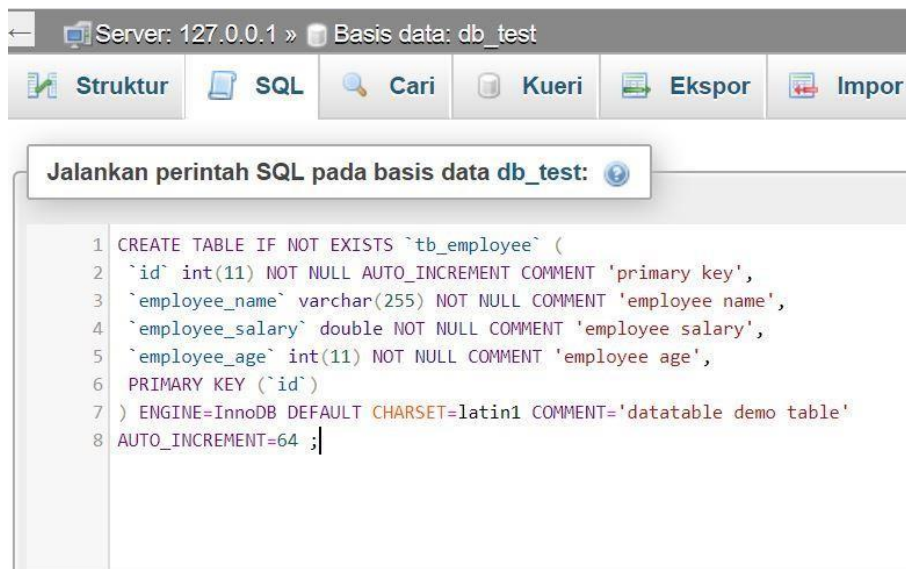 ← Server: 127.0.0.1 » Basis data: db_test
Struktur SQL Cari Kueri Ekspor Impor
Jalankan perintah SQL pada basis data db_test:
1 CREATE TABLE IF NOT EXISTS `tb_employee` (
2 `id` int(11) NOT NULL AUTO_INCREMENT COMMENT 'primary key',
3 `employee_name` varchar(255) NOT NULL COMMENT 'employee name',
4 `employee_salary` double NOT NULL COMMENT 'employee salary',
5 `employee_age` int(11) NOT NULL COMMENT 'employee age',
6 PRIMARY KEY (`id`)
7 ) ENGINE=InnoDB DEFAULT CHARSET=latin1 COMMENT='datatable demo table'
8 AUTO_INCREMENT=64 ;